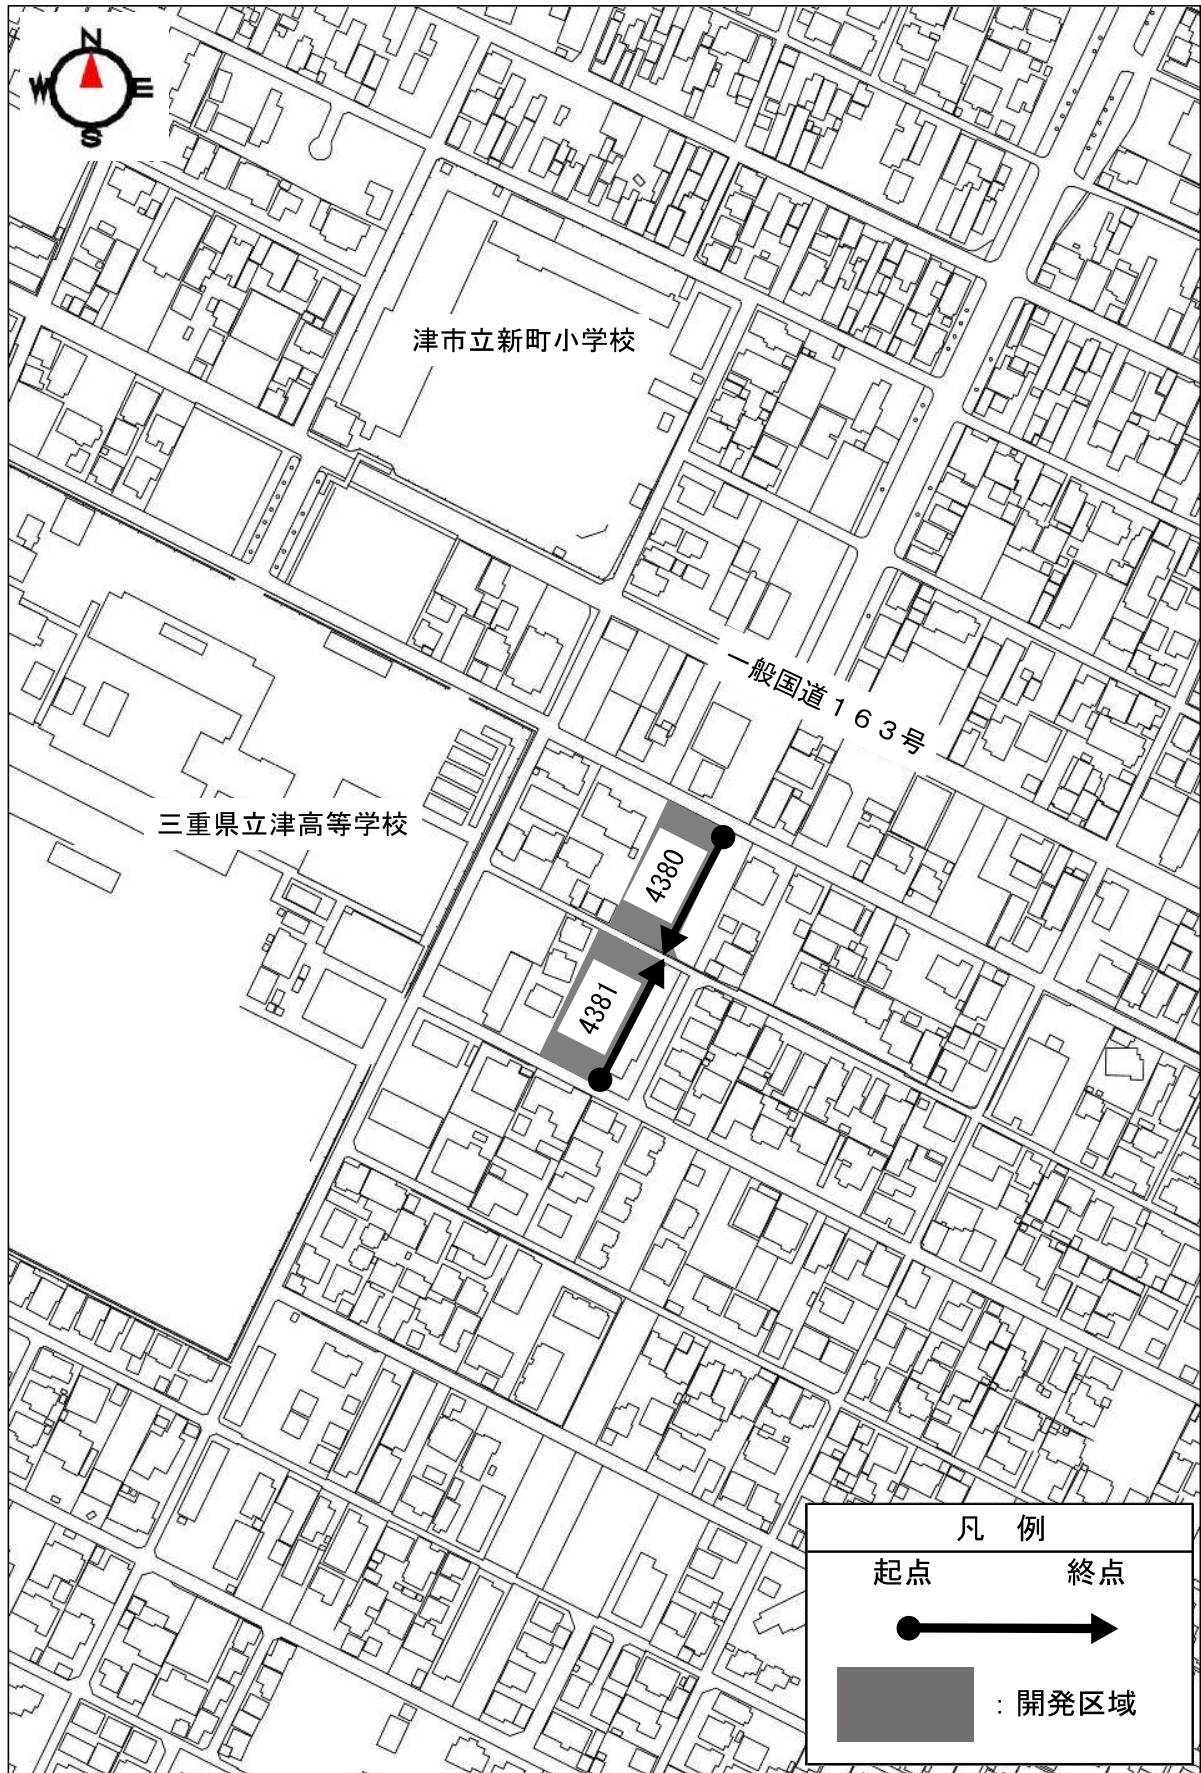 N
W E
S
津市立新町小学校
一般国道１６３号
三重県立津高等学校
4380
4381
凡　例
起点　終点
：開発区域